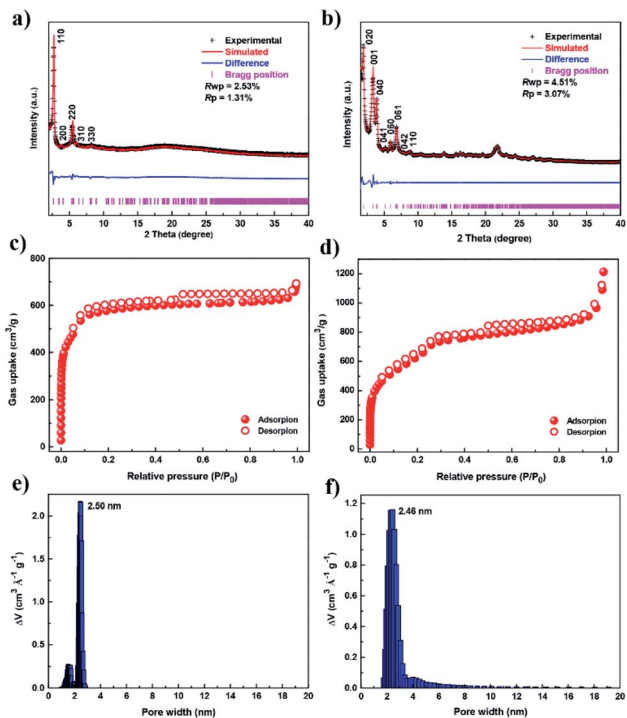 a)
110
200
220
310
330
Experimental
Simulated
Difference
Bragg position
Rwp = 2.53%
Rp = 1.31%
Intensity (a.u.)
5 10 15 20 25 30 35 40
2 Theta (degree)
b)
020
001
040
041
060
061
042
110
Experimental
Simulated
Difference
Bragg position
Rwp = 4.51%
Rp = 3.07%
Intensity (a.u.)
5 10 15 20 25 30 35 40
2 Theta (degree)
c)
800
600
400
200
0
Gas uptake (cm³/g)
Adsorpion
Desorpion
0.0 0.2 0.4 0.6 0.8 1.0
Relative pressure (P/P₀)
d)
1200
1000
800
600
400
200
0
Gas uptake (cm³/g)
Adsorpion
Desorpion
0.0 0.2 0.4 0.6 0.8 1.0
Relative pressure (P/P₀)
e)
2.50 nm
2.0
1.5
1.0
0.5
0.0
ΔV (cm³ Å⁻¹ g⁻¹)
0 2 4 6 8 10 12 14 16 18 20
Pore width (nm)
f)
2.46 nm
1.2
0.9
0.6
0.3
0.0
ΔV (cm³ Å⁻¹ g⁻¹)
0 2 4 6 8 10 12 14 16 18 20
Pore width (nm)